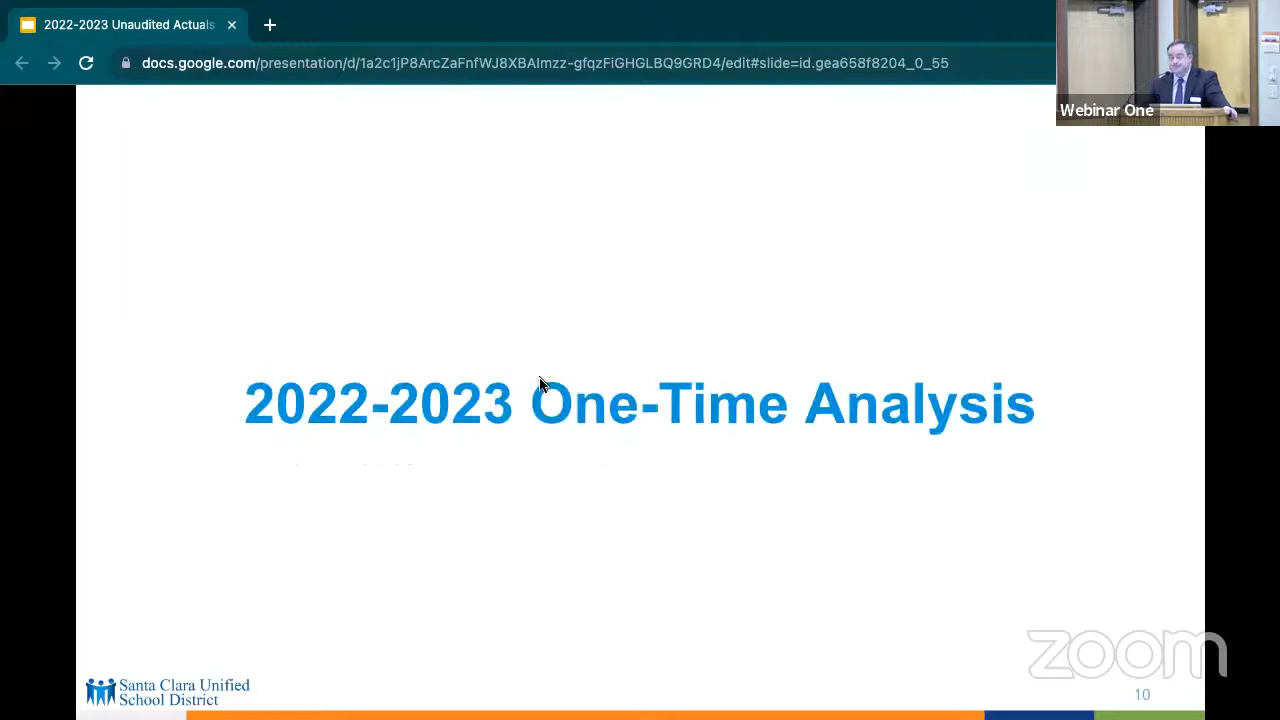 2022-2023 Unaudited Actuals
docs.google.com/presentation/d/1a2c1jP8ArcZaFnfWJ8XBAImzz-gfqzFiGHGLBQ9GRD4/edit#slide=id.gea658f8204_0_55
Webinar One
2022-2023 One-Time Analysis
zoom
Santa Clara Unified
School District
10